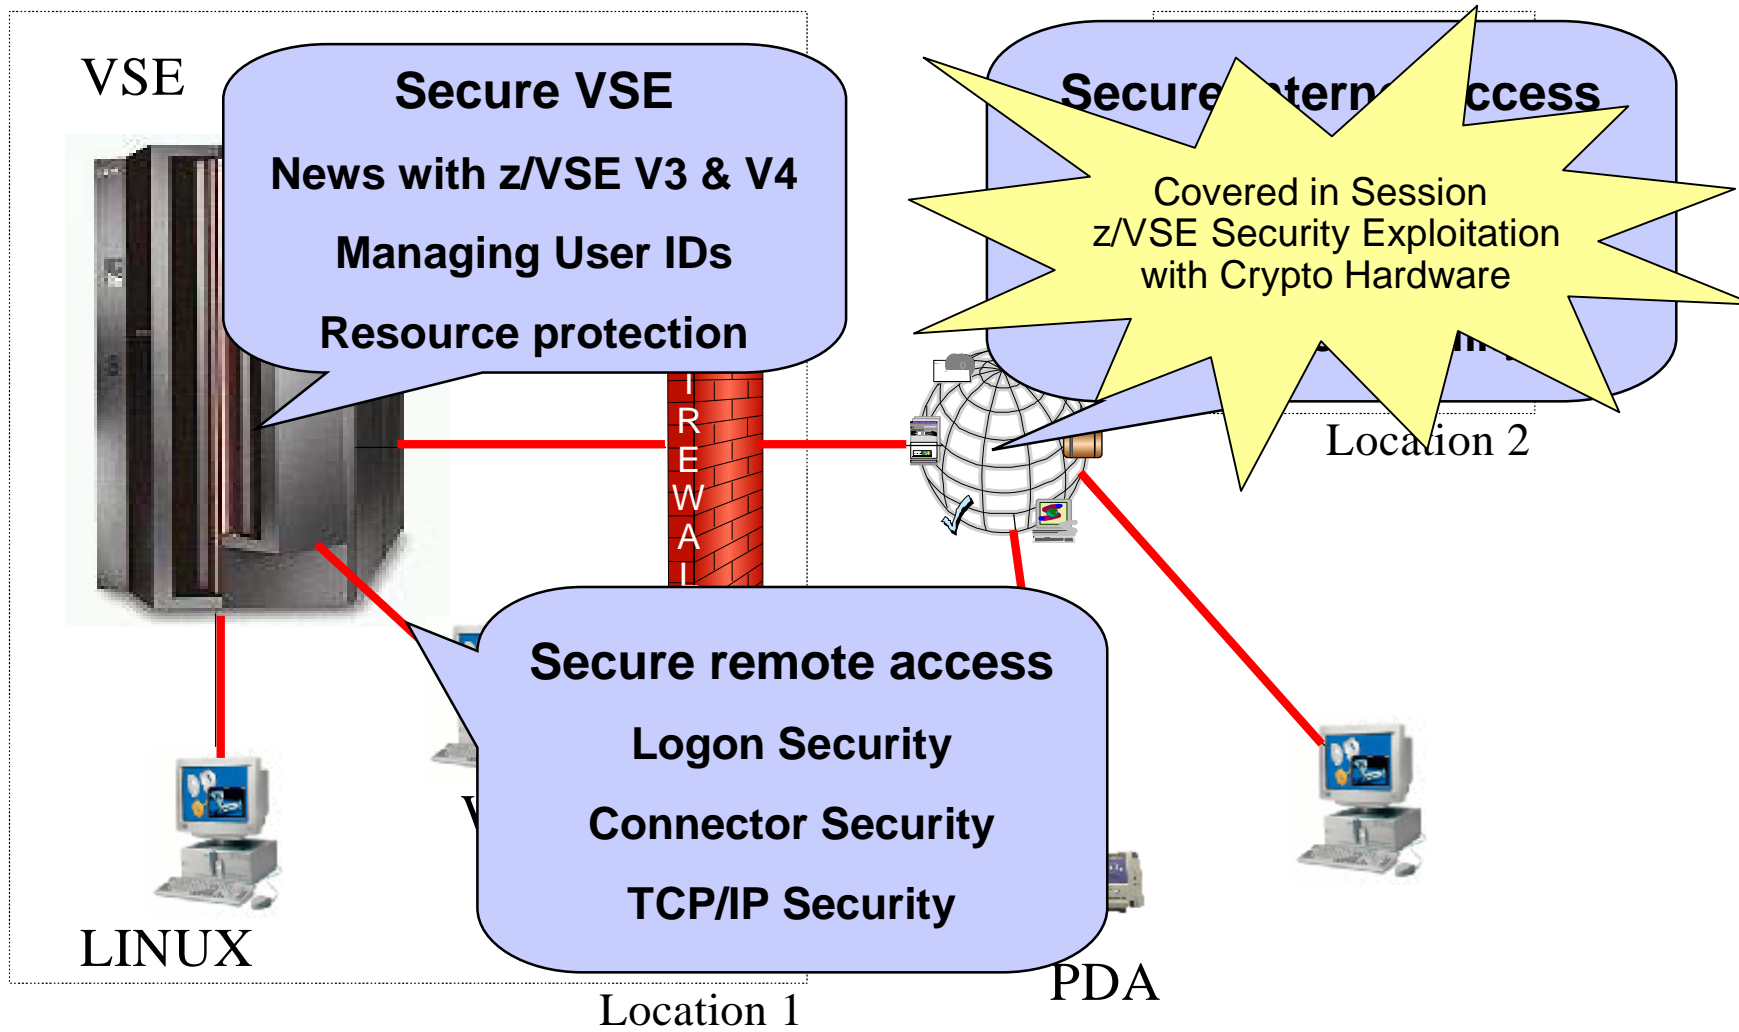 VSE
Secure VSE
News with z/VSE V3 & V4
Managing User IDs
Resource protection
Secure
Covered in Session
z/VSE Security Exploitation
with Crypto Hardware
Location 2
I
R
E
W
A
L
Secure remote access
Logon Security
Connector Security
TCP/IP Security
LINUX
PDA
Location 1